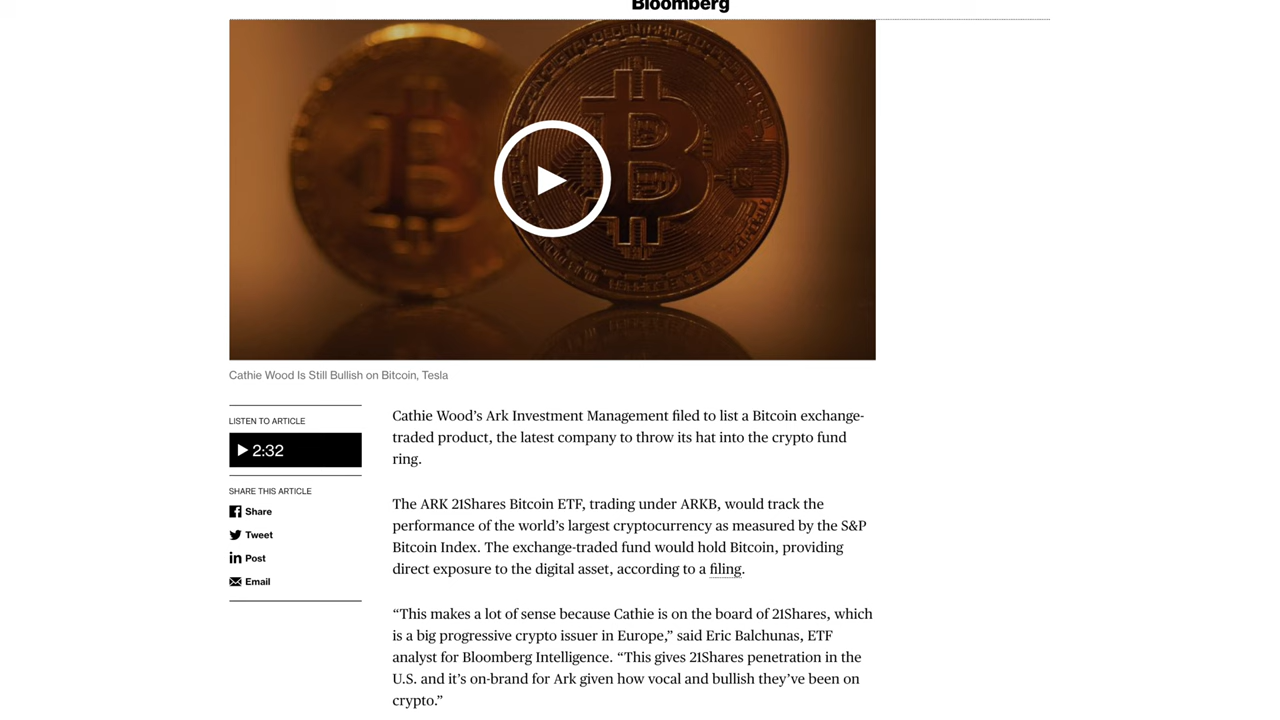 Bloomberg
Cathie Wood Is Still Bullish on Bitcoin, Tesla
LISTEN TO ARTICLE
2:32
SHARE THIS ARTICLE
Share
Tweet
Post
Email
Cathie Wood’s Ark Investment Management filed to list a Bitcoin exchange-
traded product, the latest company to throw its hat into the crypto fund
ring.
The ARK 21Shares Bitcoin ETF, trading under ARKB, would track the
performance of the world’s largest cryptocurrency as measured by the S&P
Bitcoin Index. The exchange-traded fund would hold Bitcoin, providing
direct exposure to the digital asset, according to a filing.
“This makes a lot of sense because Cathie is on the board of 21Shares, which
is a big progressive crypto issuer in Europe,” said Eric Balchunas, ETF
analyst for Bloomberg Intelligence. “This gives 21Shares penetration in the
U.S. and it’s on-brand for Ark given how vocal and bullish they’ve been on
crypto.”